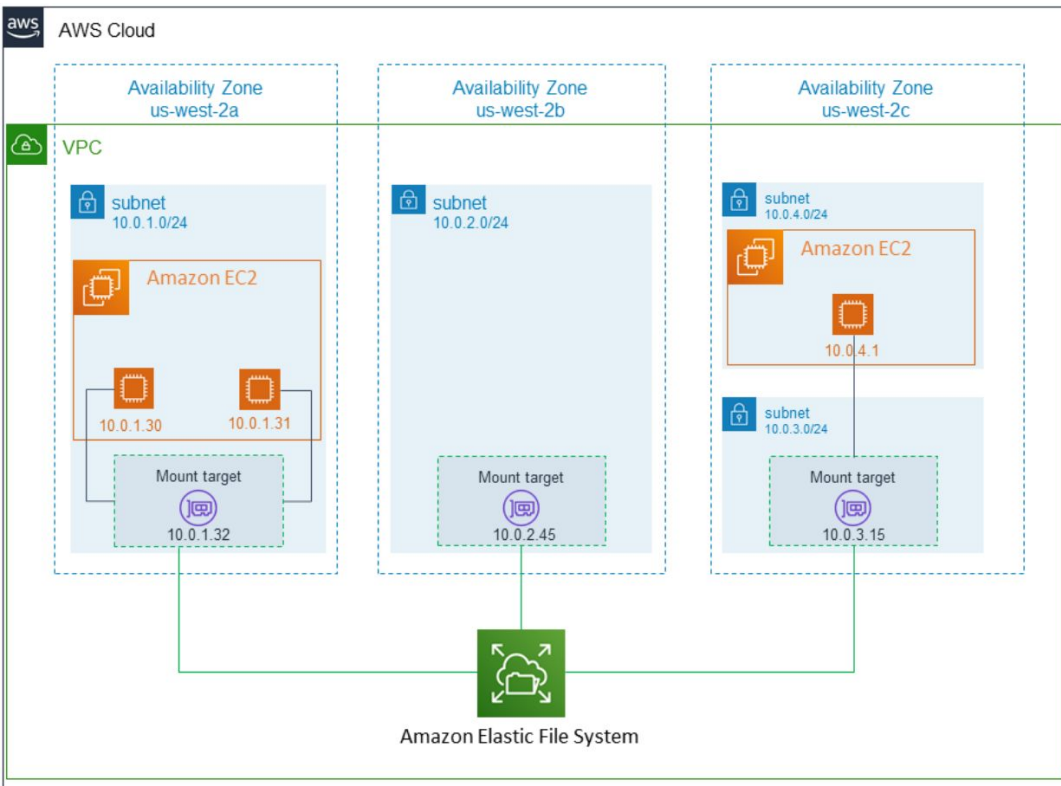 aws
AWS Cloud
Availability Zone
us-west-2a
Availability Zone
us-west-2b
Availability Zone
us-west-2c
VPC
subnet
10.0.1.0/24
Amazon EC2
10.0.1.30
10.0.1.31
Mount target
10.0.1.32
subnet
10.0.2.0/24
Mount target
10.0.2.45
subnet
10.0.4.0/24
Amazon EC2
10.0.4.1
subnet
10.0.3.0/24
Mount target
10.0.3.15
Amazon Elastic File System